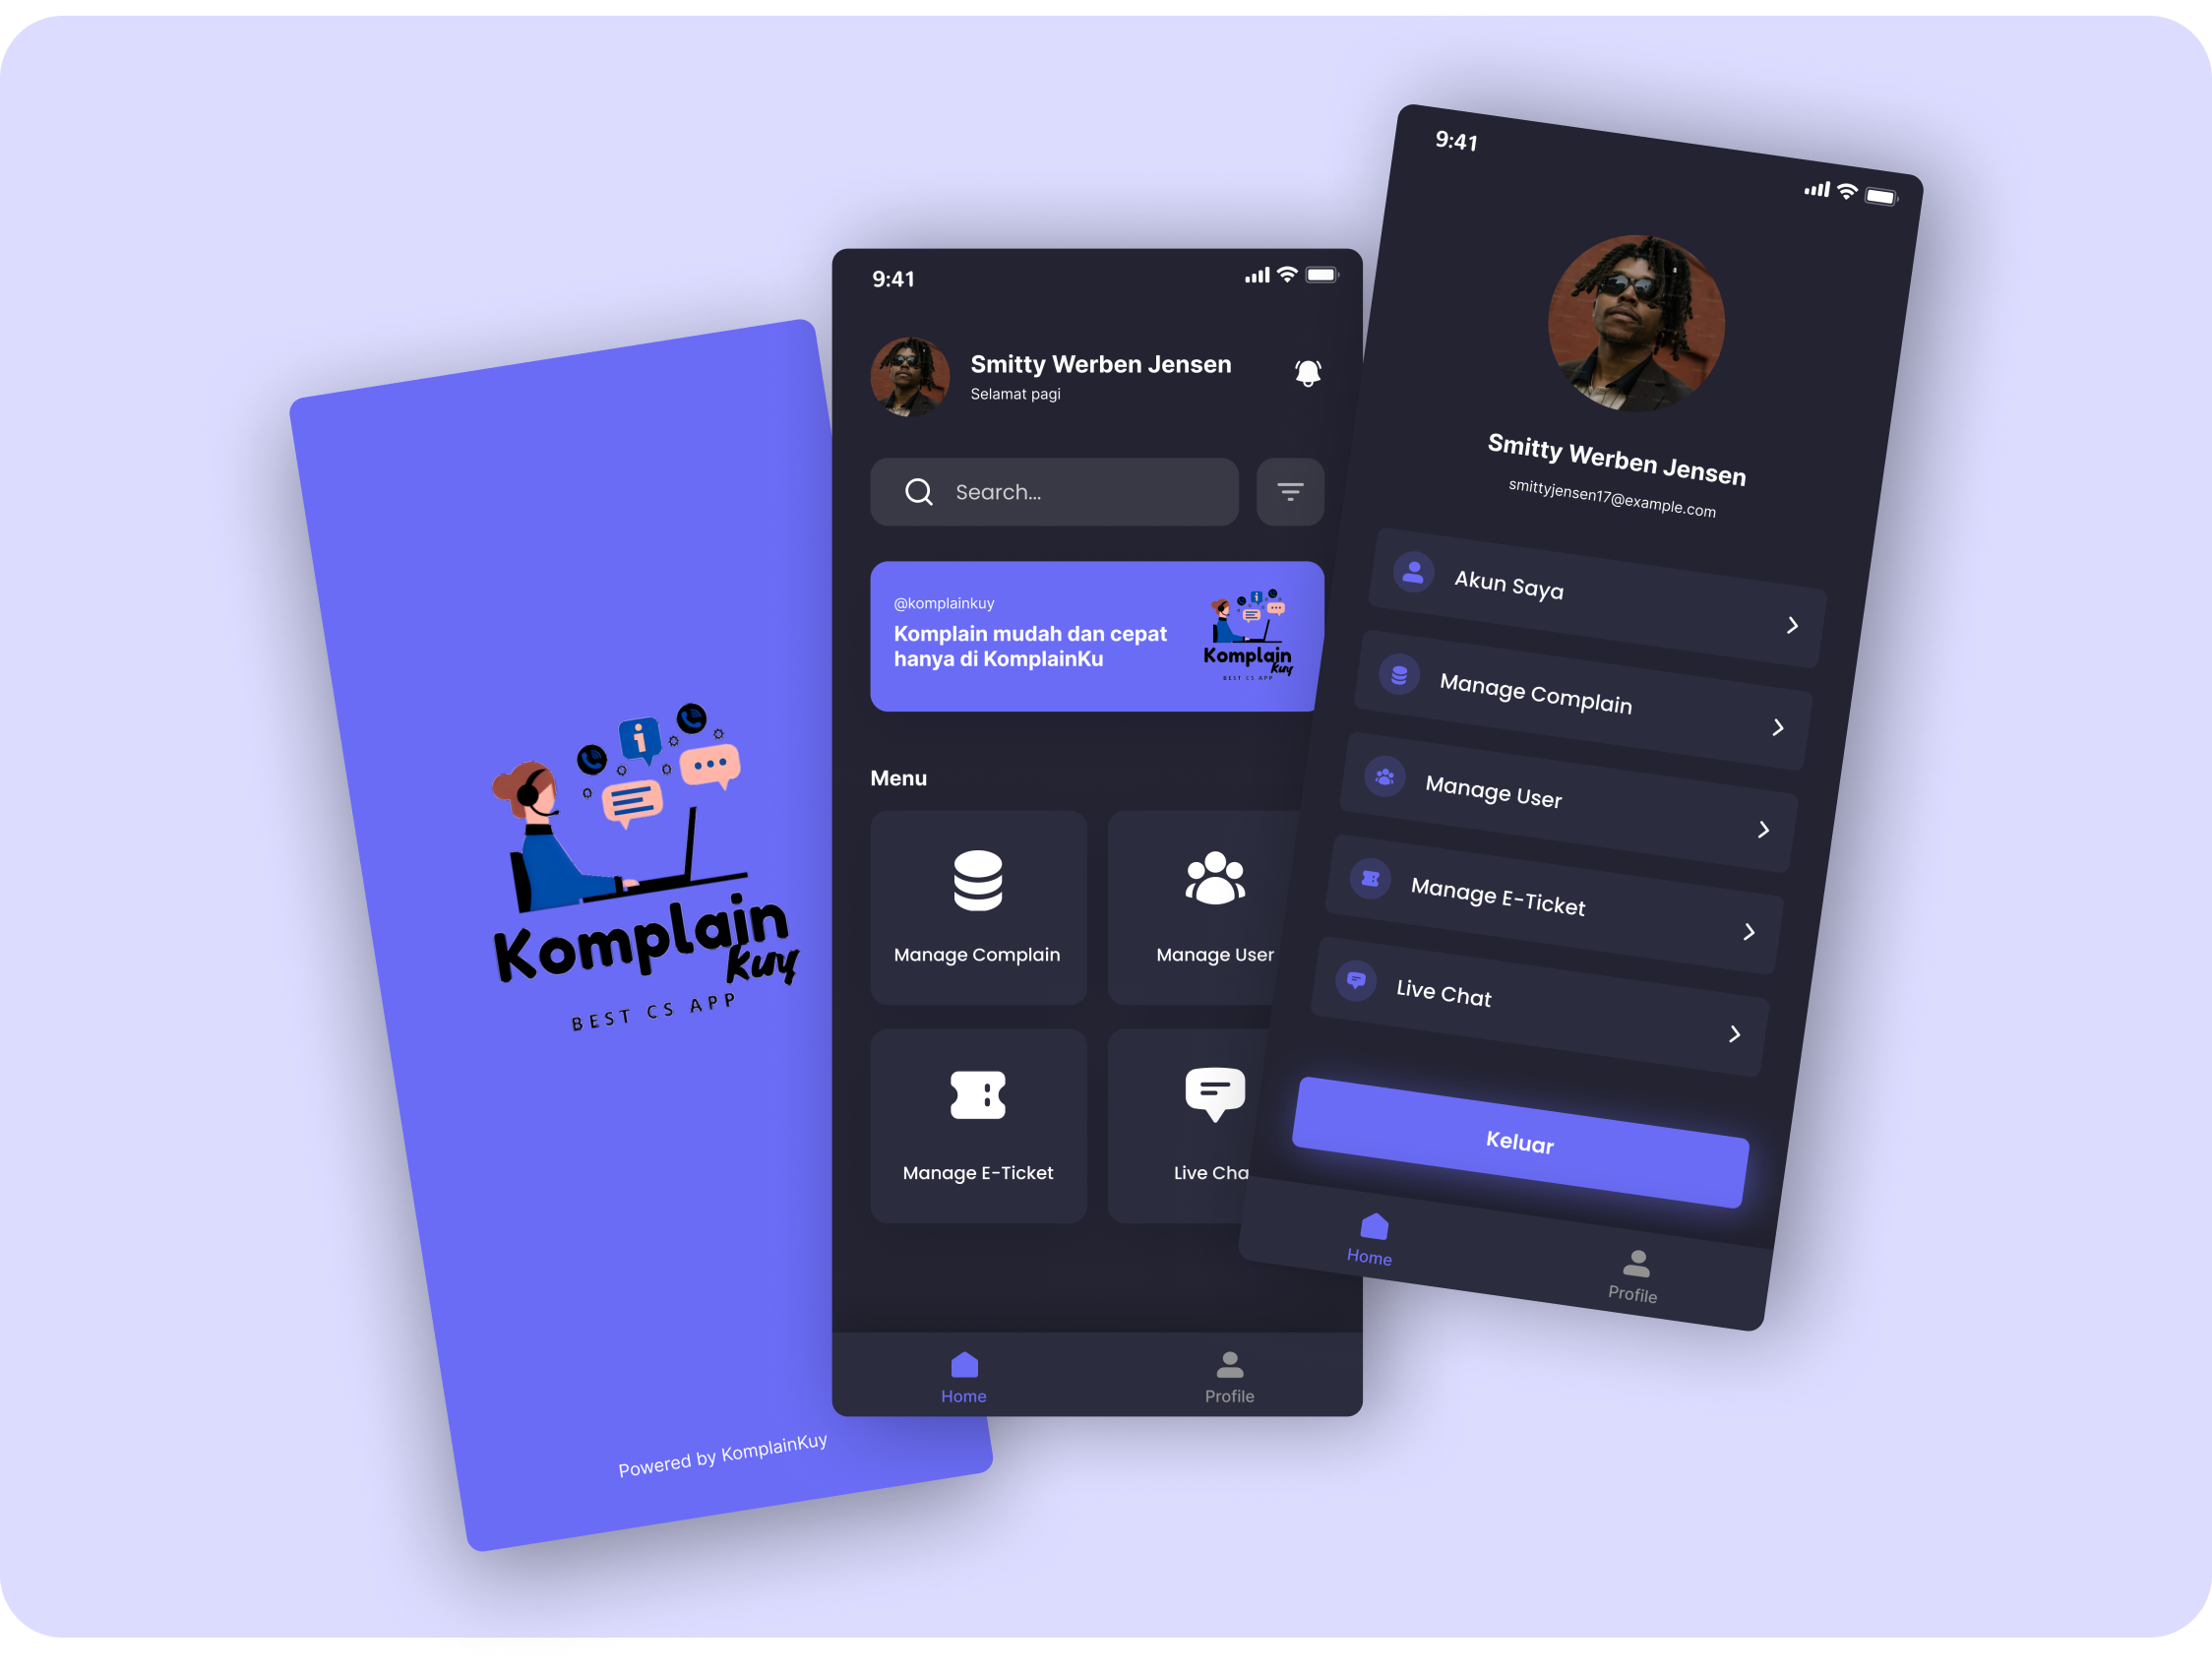 Komplain
Kuy
BEST CS APP
Powered by KomplainKuy
9:41
Smitty Werben Jensen
Selamat pagi
Search...
@komplainkuy
Komplain mudah dan cepat
hanya di KomplainKu
Komplain
Kuy
BEST CS APP
Menu
Manage Complain
Manage User
Manage E-Ticket
Live Cha
Home
Profile
9:41
Smitty Werben Jensen
smittyjensen17@example.com
Akun Saya
Manage Complain
Manage User
Manage E-Ticket
Live Chat
Keluar
Home
Profile